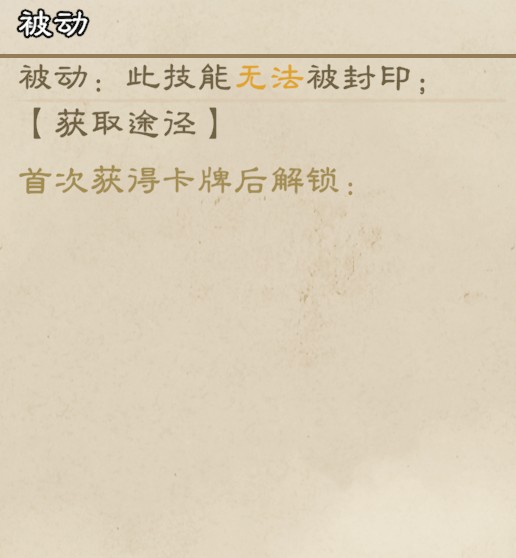 被动
被动：此技能无法被封印；
【获取途径】
首次获得卡牌后解锁：